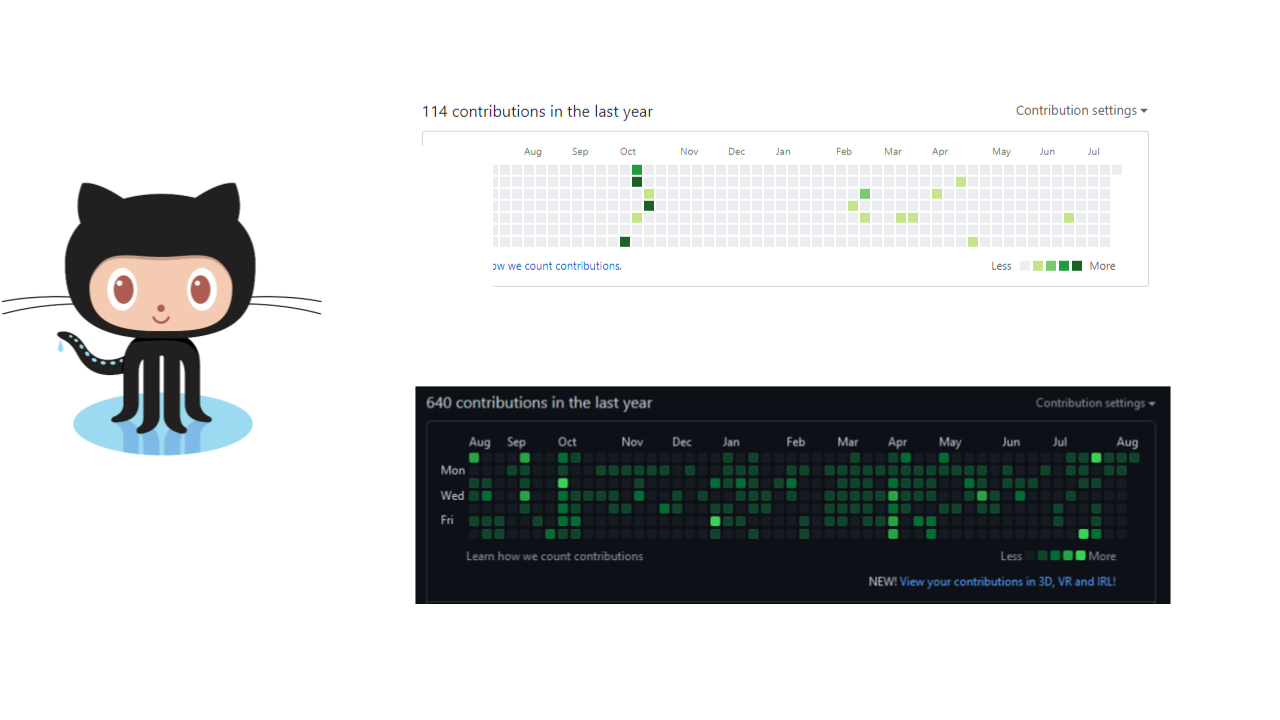 114 contributions in the last year
Contribution settings
Aug Sep Oct Nov Dec Jan Feb Mar Apr May Jun Jul
we count contributions.
Less More
640 contributions in the last year
Contribution settings
Aug Sep Oct Nov Dec Jan Feb Mar Apr May Jun Jul Aug
Mon
Wed
Fri
Learn how we count contributions
Less More
NEW! View your contributions in 3D, VR and IRL!